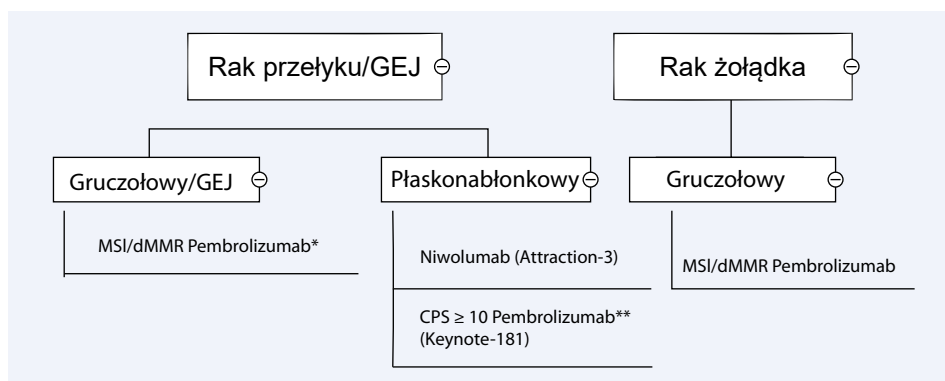 Rak przełyku/GEJ
Rak żołądka
Gruczołowy/GEJ
Płaskonabłonkowy
Gruczołowy
MSI/dMMR Pembrolizumab*
Niwolumab (Attraction-3)
MSI/dMMR Pembrolizumab
CPS ≥ 10 Pembrolizumab**
(Keynote-181)